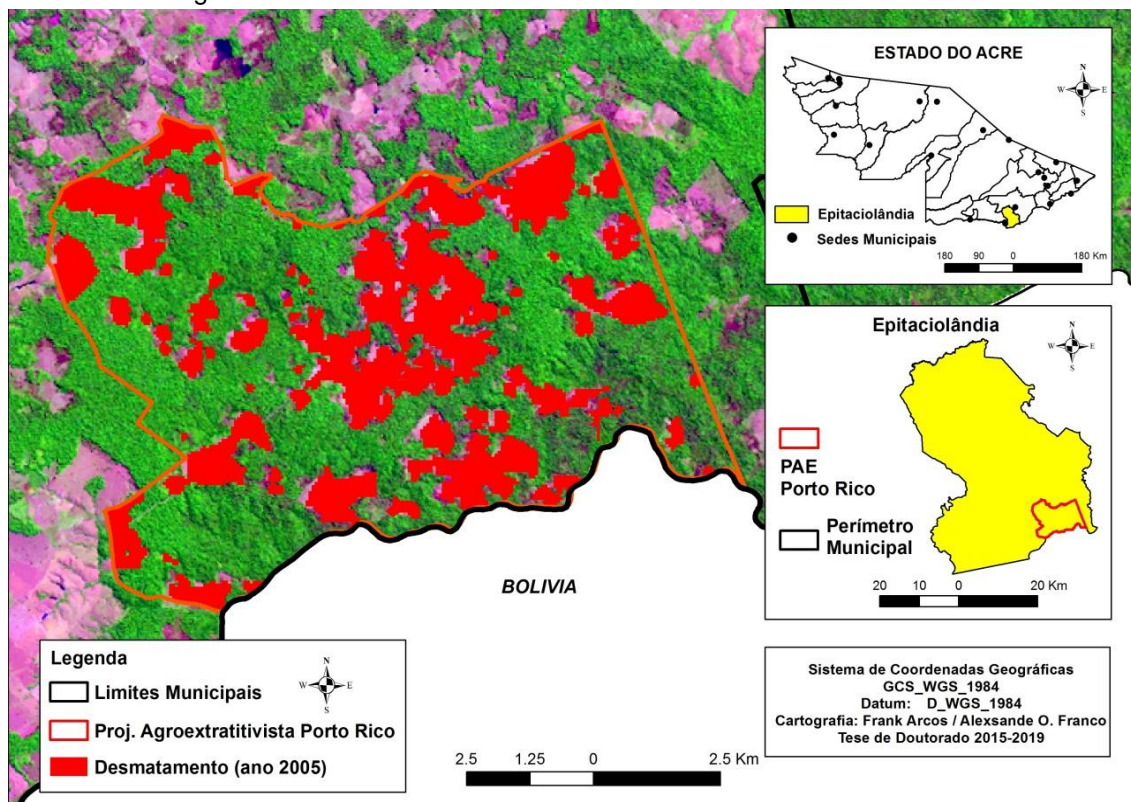 ESTADO DO ACRE
N
W E
S
Epitaciolândia
Sedes Municipais
180 90 0 180 Km
Epitaciolândia
N
W E
S
PAE
Porto Rico
Perímetro
Municipal
20 10 0 20 Km
BOLIVIA
Legenda
N
W E
S
Limites Municipais
Proj. Agroextratitivista Porto Rico
Desmatamento (ano 2005)
2.5 1.25 0 2.5 Km
Sistema de Coordenadas Geográficas
GCS_WGS_1984
Datum: D_WGS_1984
Cartografia: Frank Arcos / Alexsande O. Franco
Tese de Doutorado 2015-2019